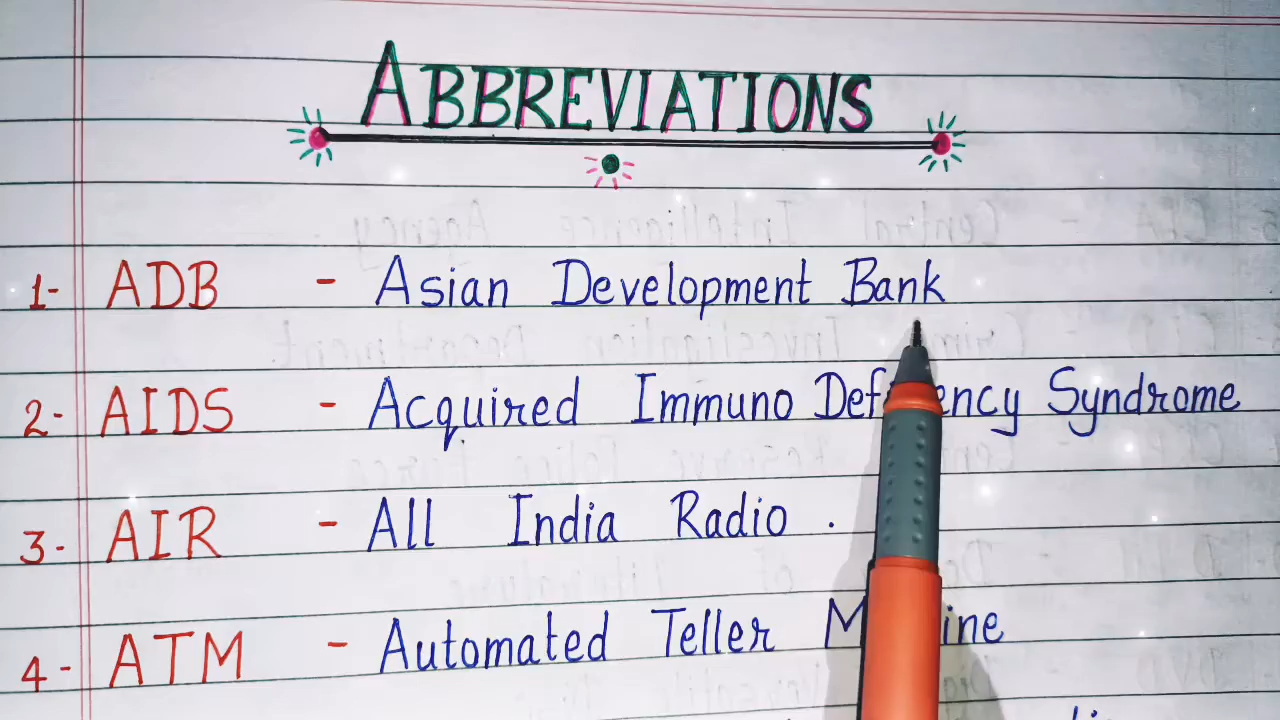 ABBREVIATIONS
1- ADB - Asian Development Bank
2- AIDS - Acquired Immuno Syndrome
3- AIR - All India Radio .
4- ATM - Automated Teller